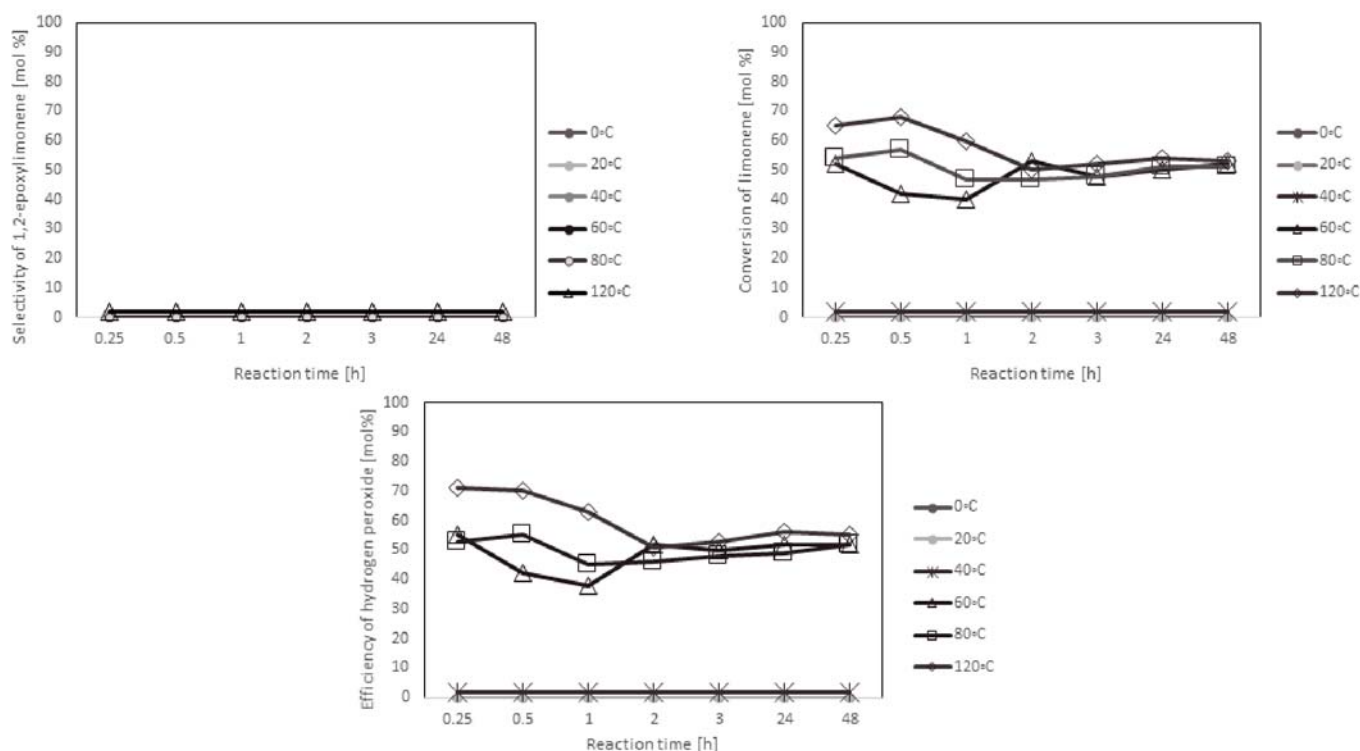 Selectivity of 1,2-epoxylimonene [mol %]
100
90
80
70
60
50
40
30
20
10
0
0.25 0.5 1 2 3 24 48
Reaction time [h]
0∘C
20∘C
40∘C
60∘C
80∘C
120∘C
Conversion of limonene [mol %]
100
90
80
70
60
50
40
30
20
10
0
0.25 0.5 1 2 3 24 48
Reaction time [h]
0∘C
20∘C
40∘C
60∘C
80∘C
120∘C
Efficiency of hydrogen peroxide [mol%]
100
90
80
70
60
50
40
30
20
10
0
0.25 0.5 1 2 3 24 48
Reaction time [h]
0∘C
20∘C
40∘C
60∘C
80∘C
120∘C